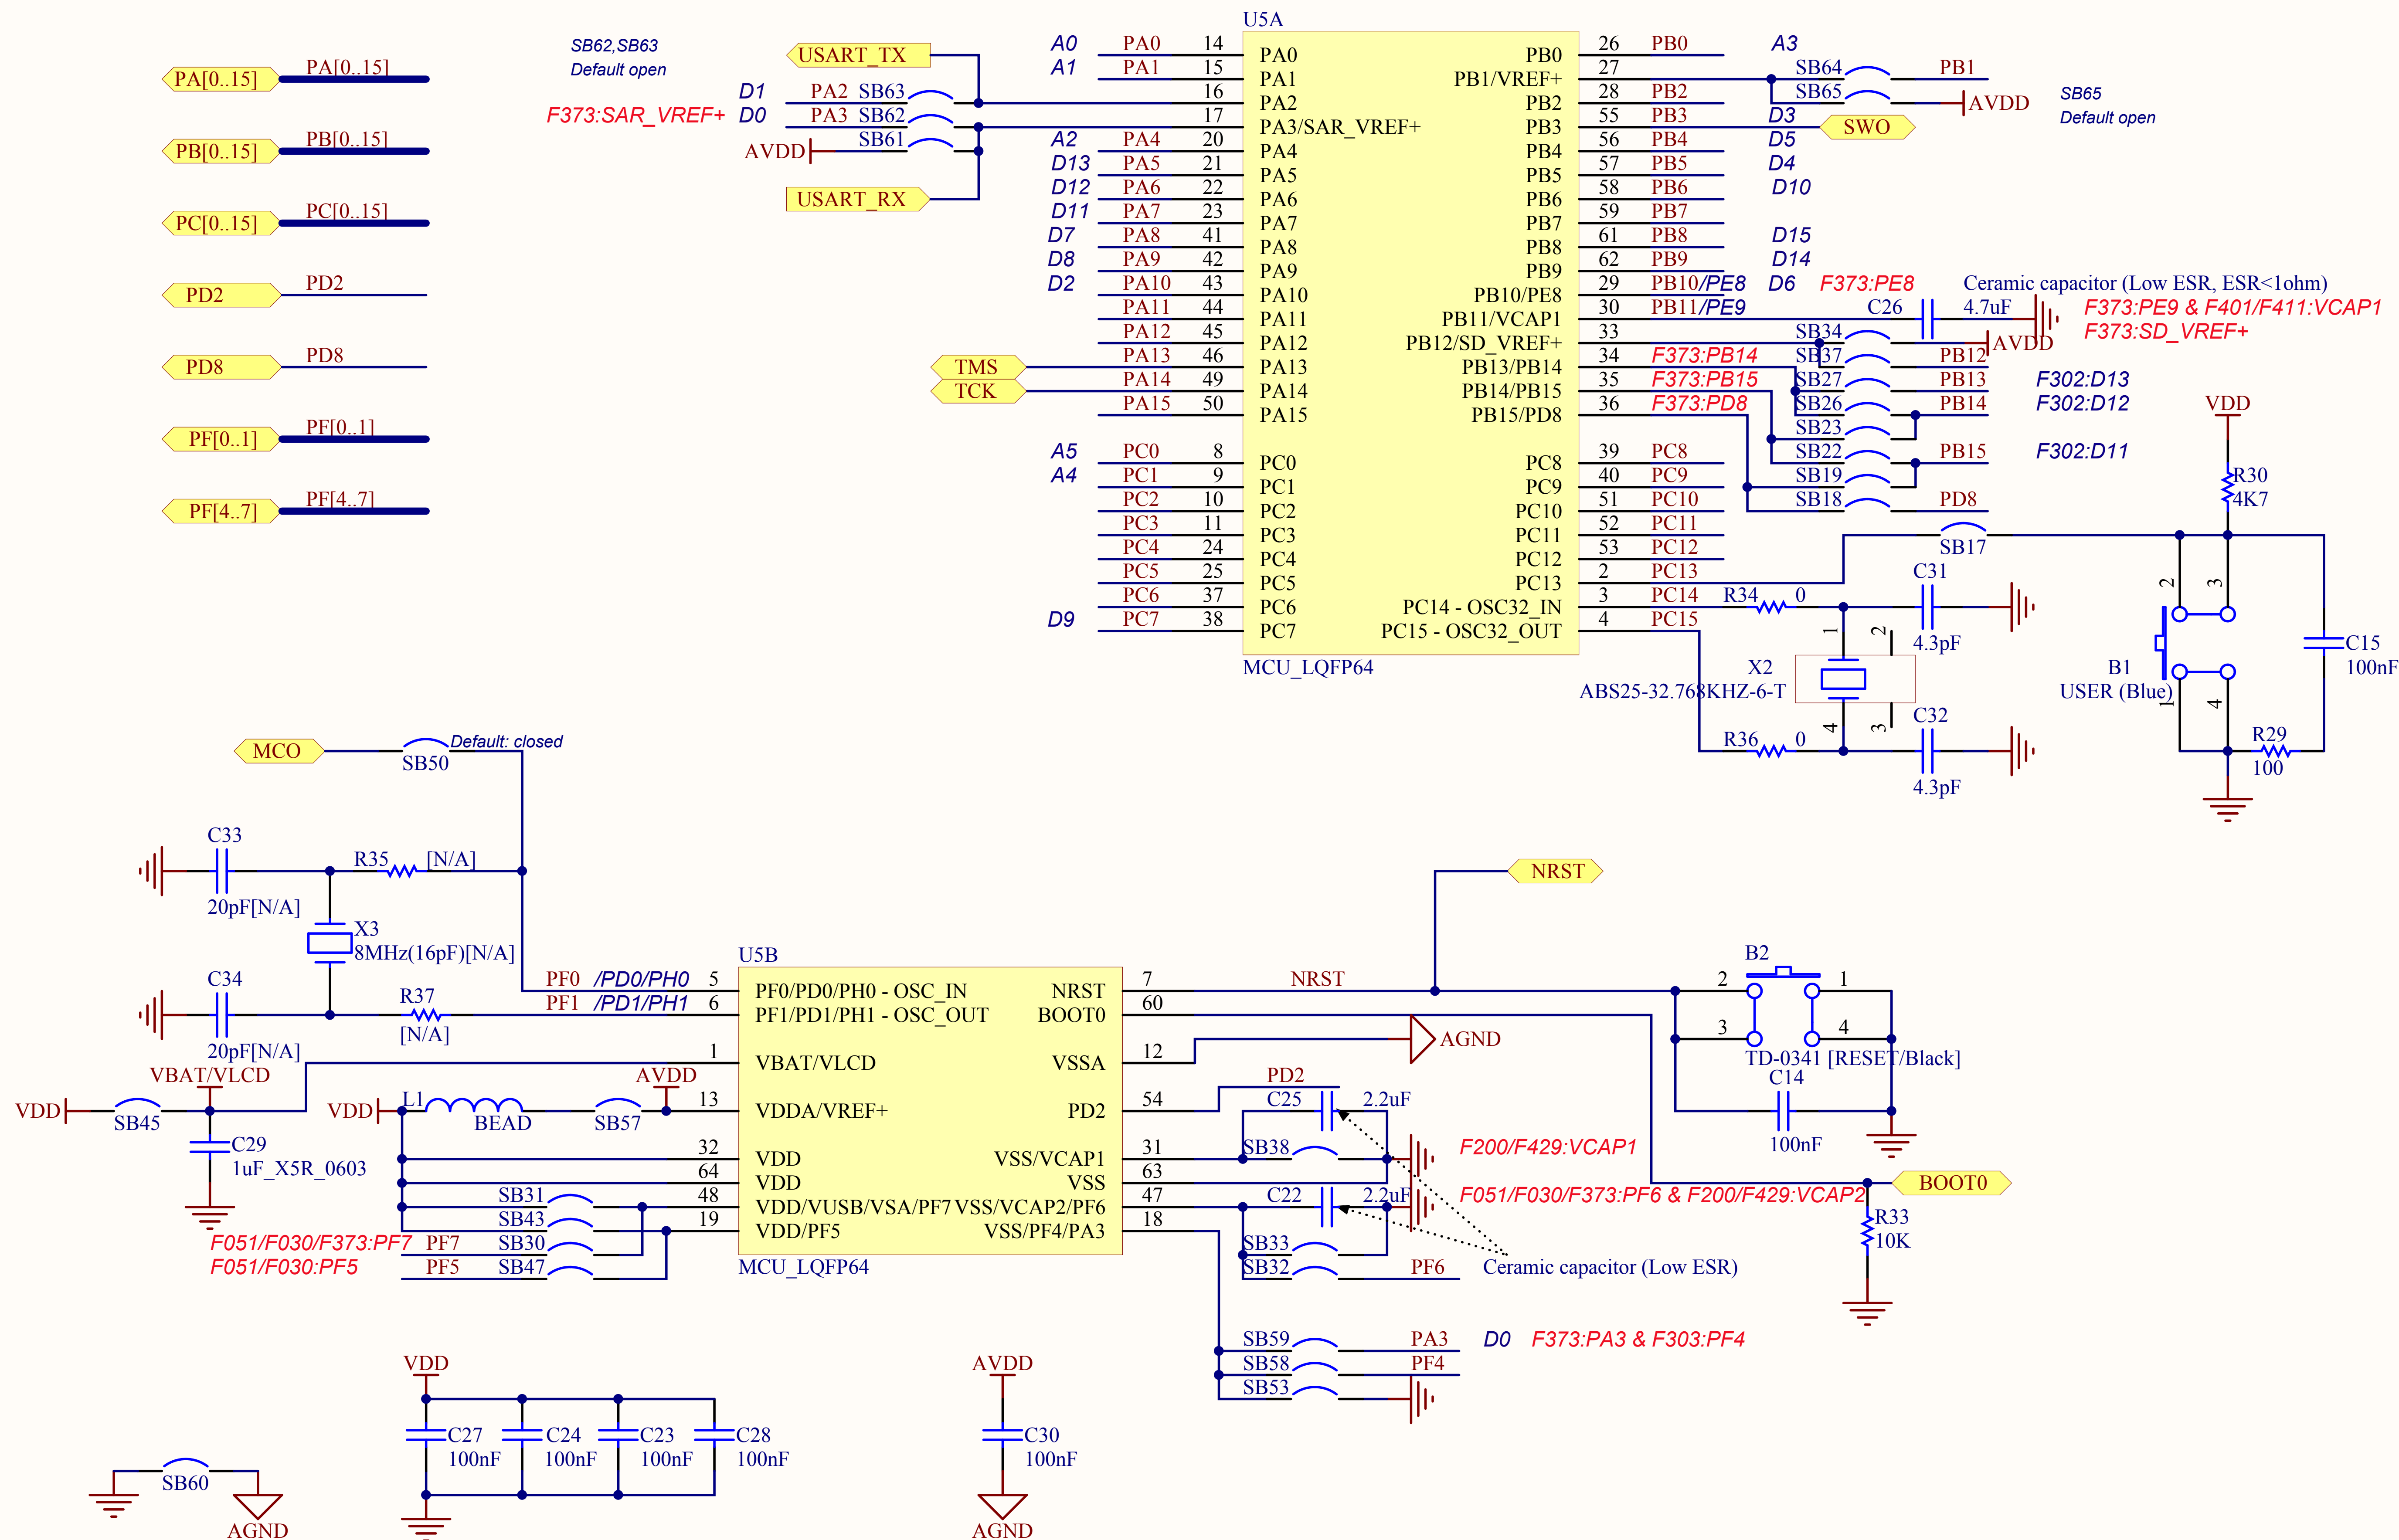 PA[0..15] PA[0..15]
PB[0..15] PB[0..15]
PC[0..15] PC[0..15]
PD2 PD2
PD8 PD8
PF[0..1] PF[0..1]
PF[4..7] PF[4..7]
SB62,SB63
Default open
USART_TX
D1 PA2 SB63
F373:SAR_VREF+ D0 PA3 SB62
AVDD SB61
USART_RX
TMS
TCK
U5A
A0 PA0 14 PA0
A1 PA1 15 PA1
16 PA2
17 PA3/SAR_VREF+
A2 PA4 20 PA4
D13 PA5 21 PA5
D12 PA6 22 PA6
D11 PA7 23 PA7
D7 PA8 41 PA8
D8 PA9 42 PA9
D2 PA10 43 PA10
PA11 44 PA11
PA12 45 PA12
PA13 46 PA13
PA14 49 PA14
PA15 50 PA15
A5 PC0 8 PC0
A4 PC1 9 PC1
PC2 10 PC2
PC3 11 PC3
PC4 24 PC4
PC5 25 PC5
PC6 37 PC6
D9 PC7 38 PC7
PB0 26 PB0 A3
PB1/VREF+ 27 SB64 PB1
PB2 28 PB2 SB65 AVDD
SB65
Default open
PB3 55 PB3 D3 SWO
PB4 56 PB4 D5
PB5 57 PB5 D4
PB6 58 PB6 D10
PB7 59 PB7
PB8 61 PB8 D15
PB9 62 PB9 D14
PB10/PE8 29 PB10/PE8 D6 F373:PE8
Ceramic capacitor (Low ESR, ESR<1ohm)
PB11/VCAP1 30 PB11/PE9 C26 4.7uF F373:PE9 & F401/F411:VCAP1
F373:SD_VREF+
PB12/SD_VREF+ 33 SB34 AVDD
PB13/PB14 34 F373:PB14 SB37 PB12
PB14/PB15 35 F373:PB15 SB27 PB13 F302:D13
PB15/PD8 36 F373:PD8 SB26 PB14 F302:D12
SB23
SB22 PB15 F302:D11
SB19
SB18 PD8
PC8 39 PC8
PC9 40 PC9
PC10 51 PC10
PC11 52 PC11
PC12 53 PC12
PC13 2 PC13
PC14 - OSC32_IN 3 PC14
PC15 - OSC32_OUT 4 PC15
MCU_LQFP64
SB17
R34 0
C31
4.3pF
1 2
X2
ABS25-32.768KHZ-6-T
4 3
R36 0
C32
4.3pF
VDD
R30
4K7
2 3
B1
USER (Blue)
1 4
C15
100nF
R29
100
MCO
SB50
Default: closed
C33
20pF[N/A]
R35 [N/A]
X3
8MHz(16pF)[N/A]
C34
20pF[N/A]
R37
[N/A]
VBAT/VLCD
VDD SB45
C29
1uF_X5R_0603
VDD L1 BEAD SB57 AVDD
SB31
SB43
F051/F030/F373:PF7 PF7 SB30
F051/F030:PF5 PF5 SB47
U5B
PF0 /PD0/PH0 5 PF0/PD0/PH0 - OSC_IN
PF1 /PD1/PH1 6 PF1/PD1/PH1 - OSC_OUT
1 VBAT/VLCD
13 VDDA/VREF+
32 VDD
64 VDD
48 VDD/VUSB/VSA/PF7
19 VDD/PF5
NRST 7 NRST
BOOT0 60
VSSA 12 AGND
PD2 54 PD2
VSS/VCAP1 31
VSS 63
VSS/VCAP2/PF6 47
VSS/PF4/PA3 18
MCU_LQFP64
NRST
C25 2.2uF
SB38 F200/F429:VCAP1
C22 2.2uF F051/F030/F373:PF6 & F200/F429:VCAP2
SB33
SB32 PF6
Ceramic capacitor (Low ESR)
SB59 PA3 D0 F373:PA3 & F303:PF4
SB58 PF4
SB53
B2
2 1
3 4
TD-0341 [RESET/Black]
C14
100nF
BOOT0
R33
10K
SB60
AGND
VDD
C27 C24 C23 C28
100nF 100nF 100nF 100nF
AVDD
C30
100nF
AGND